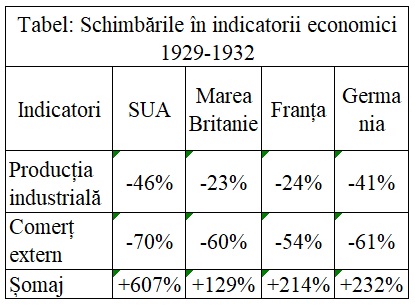 Tabel: Schimbările în indicatorii economici
1929-1932
Indicatori SUA Marea Britanie Franța Germania
Producția industrială -46% -23% -24% -41%
Comerț extern -70% -60% -54% -61%
Șomaj +607% +129% +214% +232%